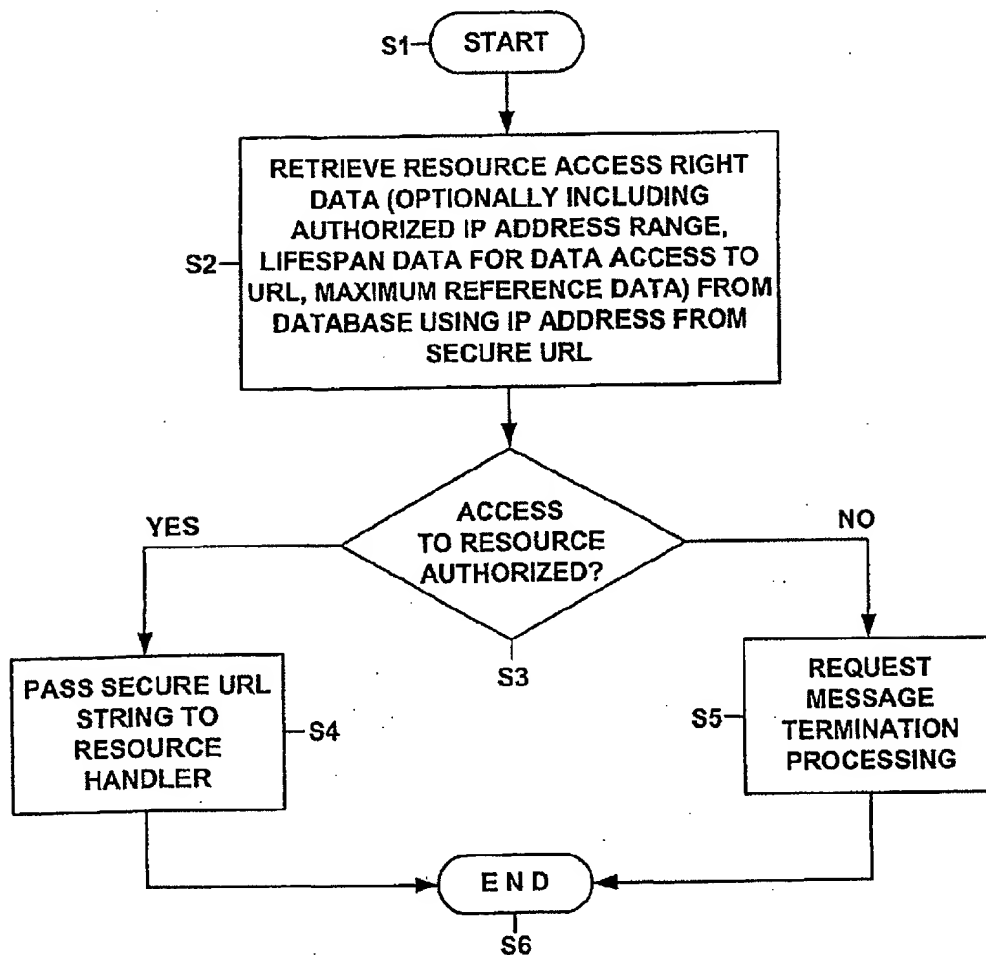 S1
START
RETRIEVE RESOURCE ACCESS RIGHT
DATA (OPTIONALLY INCLUDING
AUTHORIZED IP ADDRESS RANGE,
LIFESPAN DATA FOR DATA ACCESS TO
URL, MAXIMUM REFERENCE DATA) FROM
DATABASE USING IP ADDRESS FROM
SECURE URL
S2
YES
ACCESS
TO RESOURCE
AUTHORIZED?
NO
S3
PASS SECURE URL
STRING TO
RESOURCE
HANDLER
S4
S5
REQUEST
MESSAGE
TERMINATION
PROCESSING
END
S6